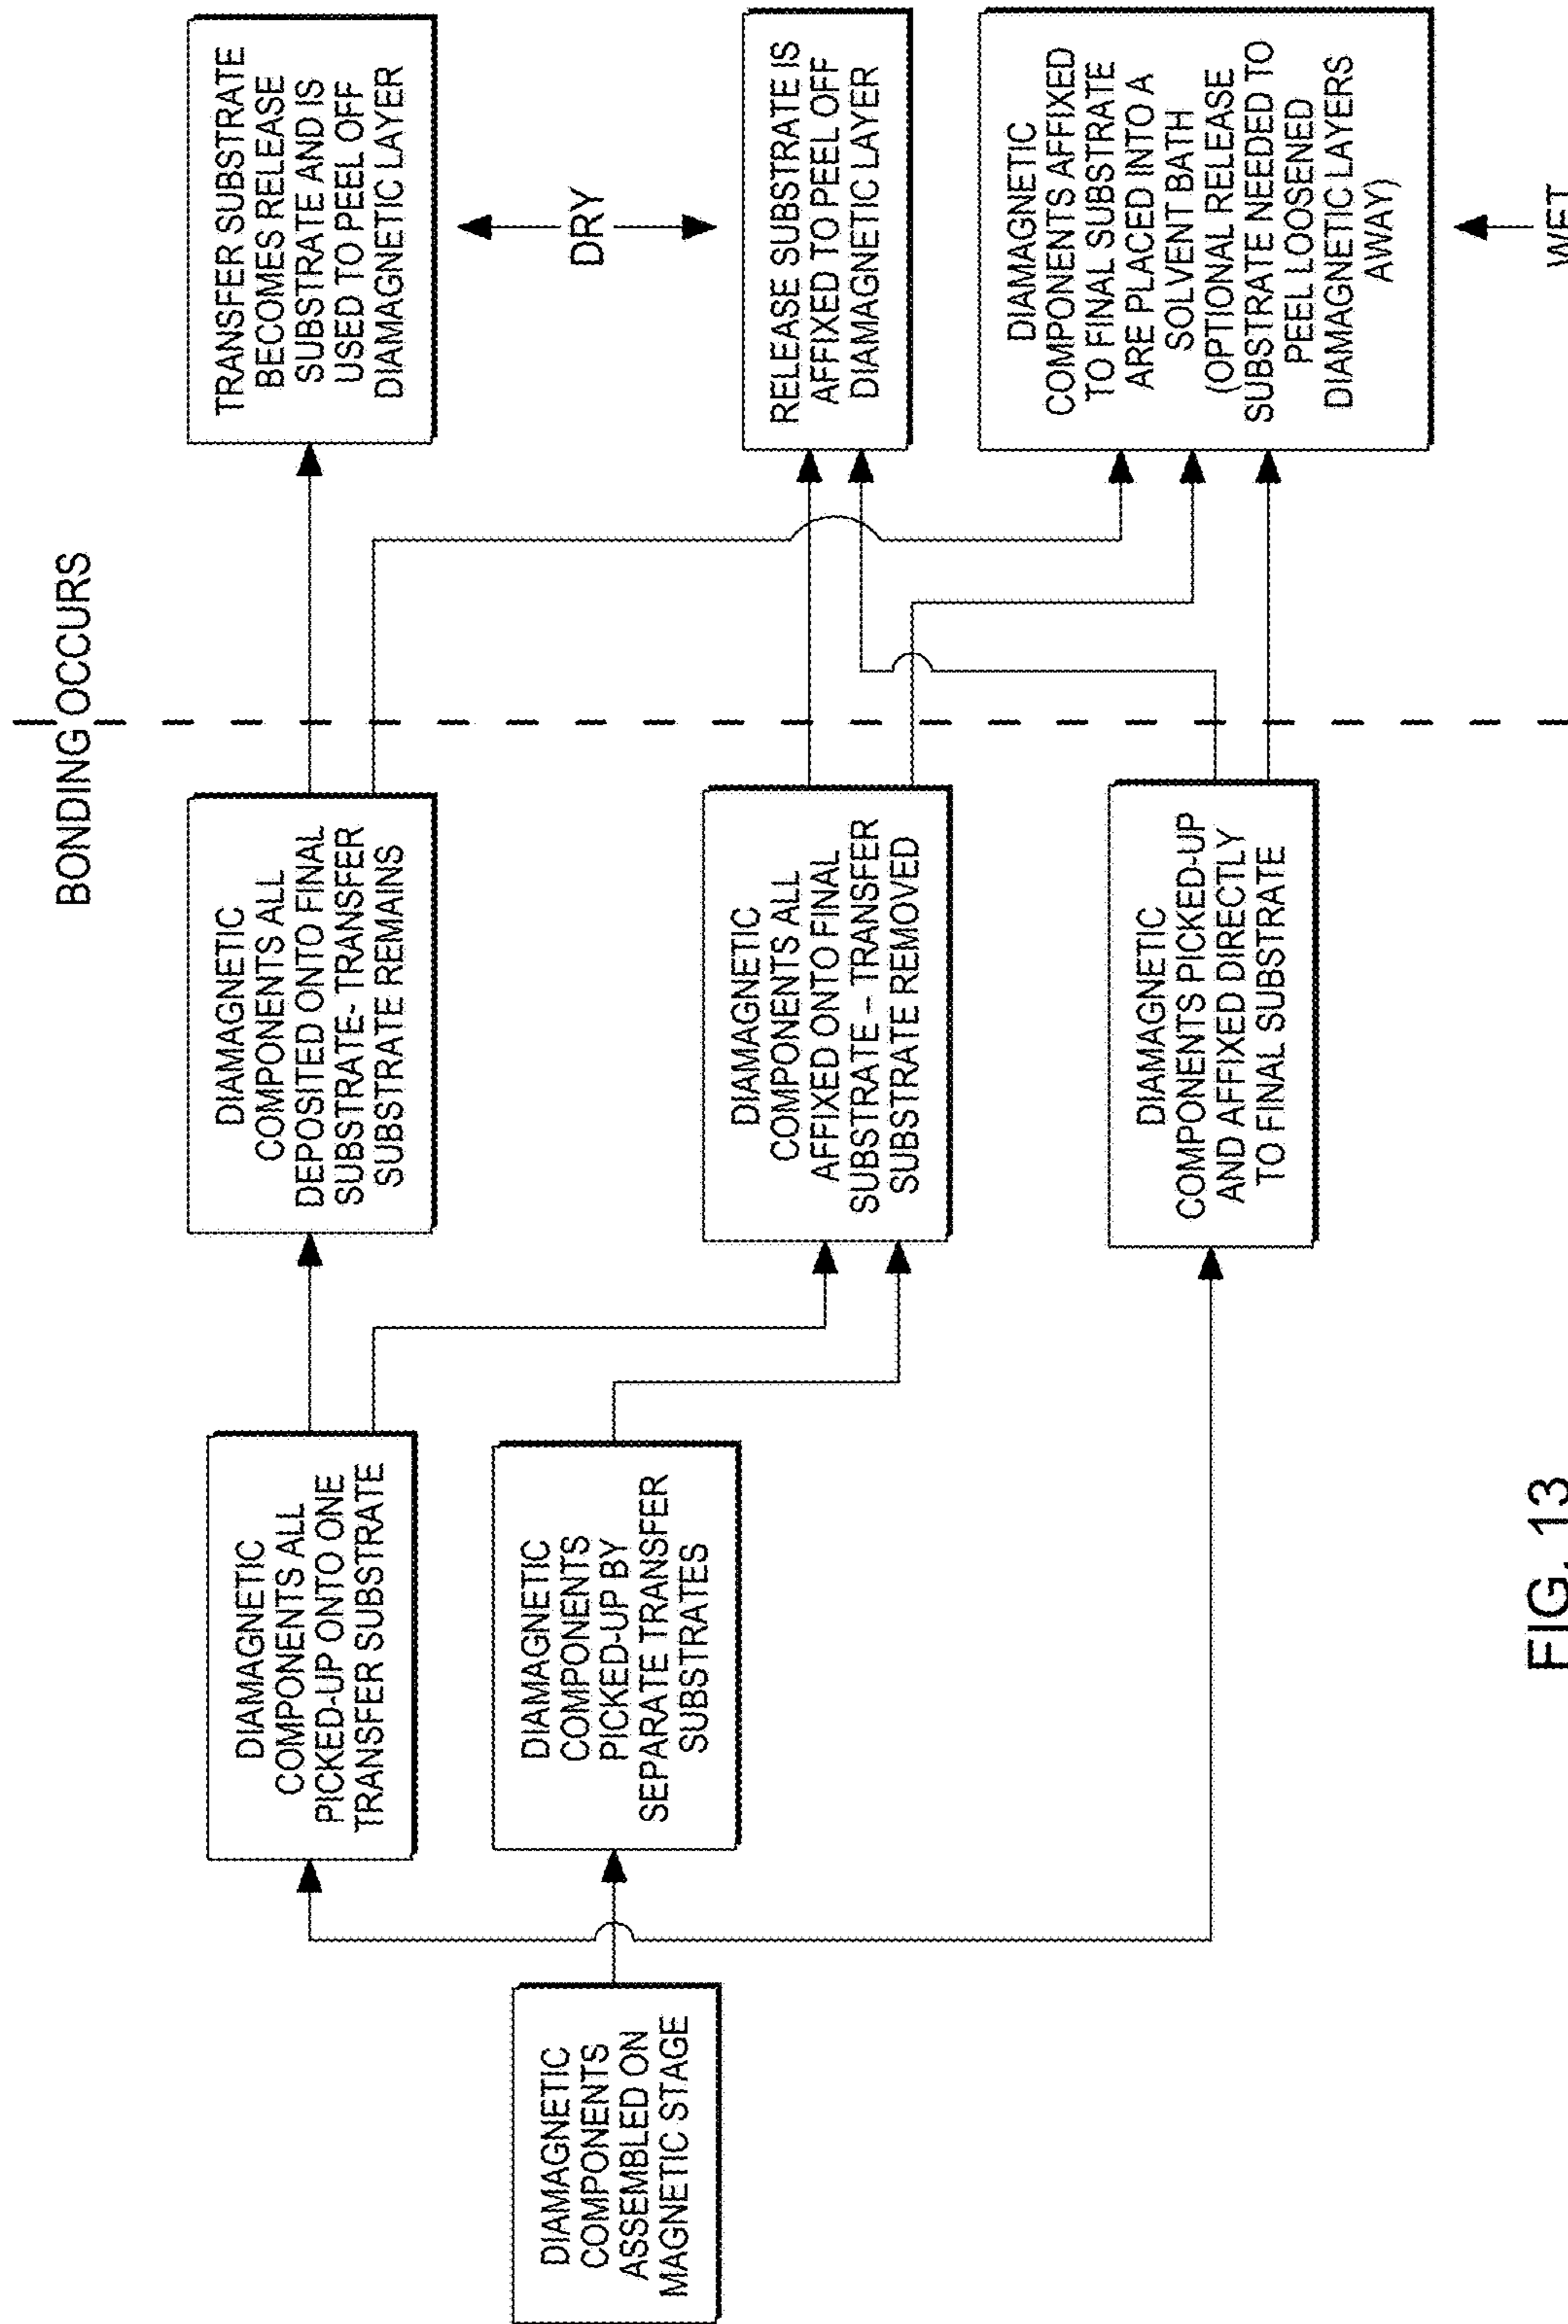 BONDING OCCURS
DIAMAGNETIC
COMPONENTS
ASSEMBLED ON
MAGNETIC STAGE
DIAMAGNETIC
COMPONENTS ALL
PICKED-UP ONTO ONE
TRANSFER SUBSTRATE
DIAMAGNETIC
COMPONENTS
PICKED-UP BY
SEPARATE TRANSFER
SUBSTRATES
DIAMAGNETIC
COMPONENTS ALL
DEPOSITED ONTO FINAL
SUBSTRATE- TRANSFER
SUBSTRATE REMAINS
DIAMAGNETIC
COMPONENTS ALL
AFFIXED ONTO FINAL
SUBSTRATE – TRANSFER
SUBSTRATE REMOVED
DIAMAGNETIC
COMPONENTS PICKED-UP
AND AFFIXED DIRECTLY
TO FINAL SUBSTRATE
TRANSFER SUBSTRATE
BECOMES RELEASE
SUBSTRATE AND IS
USED TO PEEL OFF
DIAMAGNETIC LAYER
DRY
RELEASE SUBSTRATE IS
AFFIXED TO PEEL OFF
DIAMAGNETIC LAYER
DIAMAGNETIC
COMPONENTS AFFIXED
TO FINAL SUBSTRATE
ARE PLACED INTO A
SOLVENT BATH
(OPTIONAL RELEASE
SUBSTRATE NEEDED TO
PEEL LOOSENED
DIAMAGNETIC LAYERS
AWAY)
WET
FIG. 13